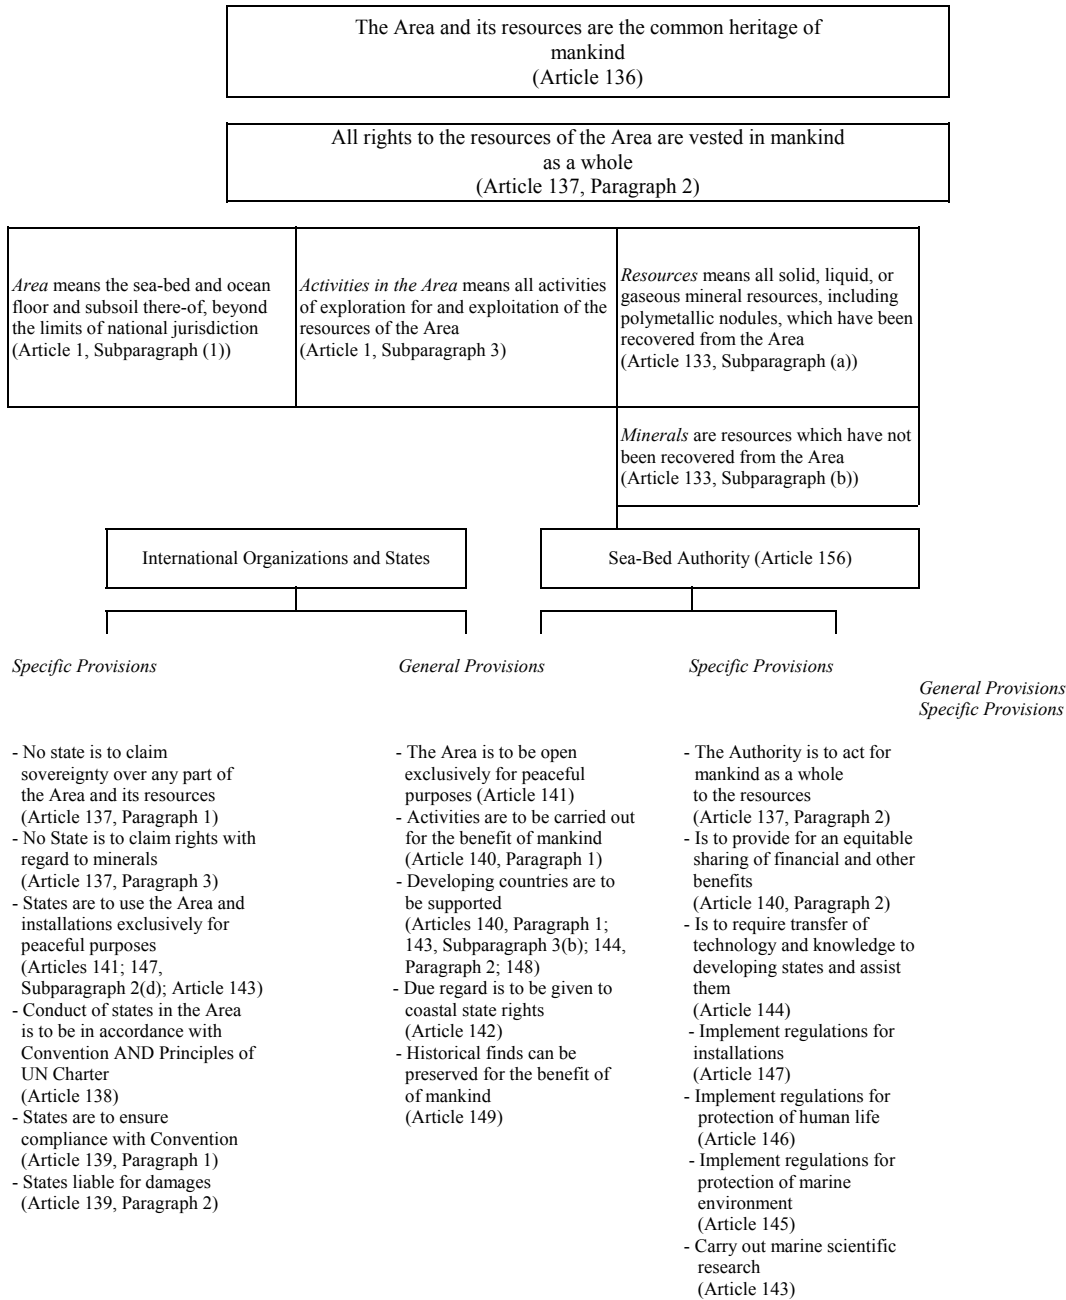 The Area and its resources are the common heritage of
mankind
(Article 136)
All rights to the resources of the Area are vested in mankind
as a whole
(Article 137, Paragraph 2)
Area means the sea-bed and ocean
floor and subsoil there-of, beyond
the limits of national jurisdiction
(Article 1, Subparagraph (1))
Activities in the Area means all activities
of exploration for and exploitation of the
resources of the Area
(Article 1, Subparagraph 3)
Resources means all solid, liquid, or
gaseous mineral resources, including
polymetallic nodules, which have been
recovered from the Area
(Article 133, Subparagraph (a))
Minerals are resources which have not
been recovered from the Area
(Article 133, Subparagraph (b))
International Organizations and States
Sea-Bed Authority (Article 156)
Specific Provisions
General Provisions
Specific Provisions
General Provisions
Specific Provisions
- No state is to claim
sovereignty over any part of
the Area and its resources
(Article 137, Paragraph 1)
- No State is to claim rights with
regard to minerals
(Article 137, Paragraph 3)
- States are to use the Area and
installations exclusively for
peaceful purposes
(Articles 141; 147,
Subparagraph 2(d); Article 143)
- Conduct of states in the Area
is to be in accordance with
Convention AND Principles of
UN Charter
(Article 138)
- States are to ensure
compliance with Convention
(Article 139, Paragraph 1)
- States liable for damages
(Article 139, Paragraph 2)
- The Area is to be open
exclusively for peaceful
purposes (Article 141)
- Activities are to be carried out
for the benefit of mankind
(Article 140, Paragraph 1)
- Developing countries are to
be supported
(Articles 140, Paragraph 1;
143, Subparagraph 3(b); 144,
Paragraph 2; 148)
- Due regard is to be given to
coastal state rights
(Article 142)
- Historical finds can be
preserved for the benefit of
of mankind
(Article 149)
- The Authority is to act for
mankind as a whole
to the resources
(Article 137, Paragraph 2)
- Is to provide for an equitable
sharing of financial and other
benefits
(Article 140, Paragraph 2)
- Is to require transfer of
technology and knowledge to
developing states and assist
them
(Article 144)
- Implement regulations for
installations
(Article 147)
- Implement regulations for
protection of human life
(Article 146)
- Implement regulations for
protection of marine
environment
(Article 145)
- Carry out marine scientific
research
(Article 143)